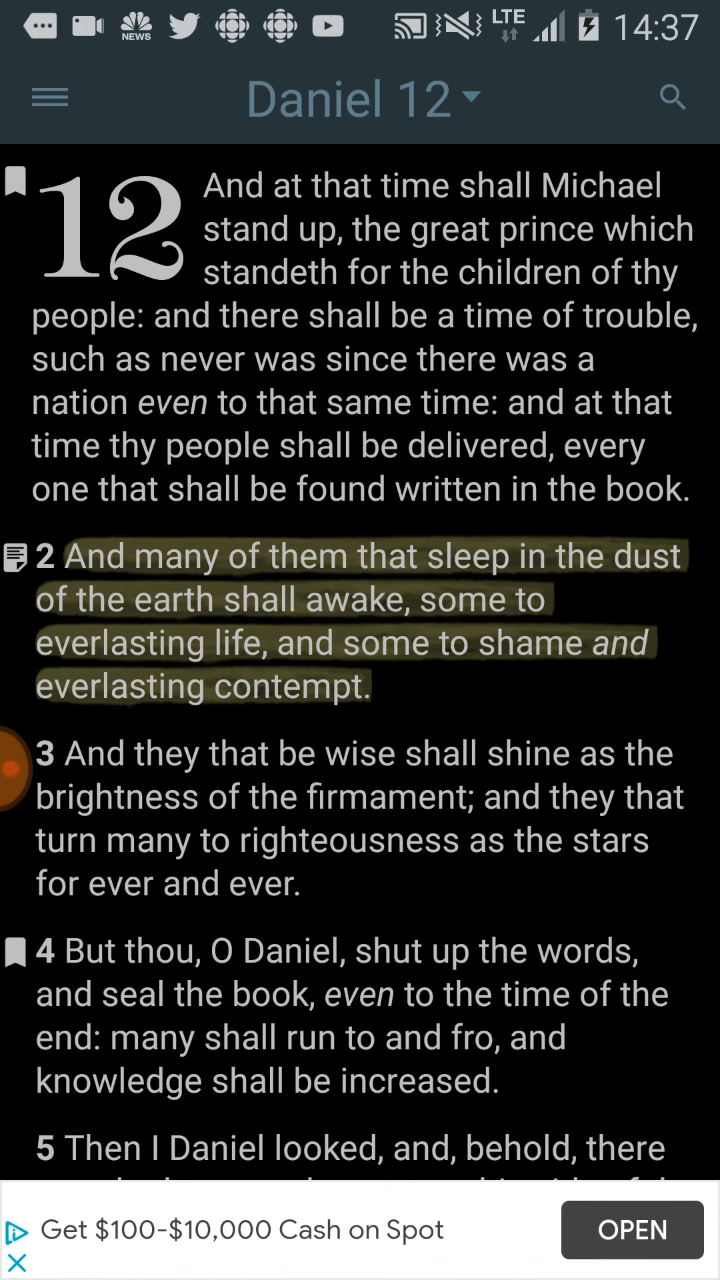 NEWS
LTE
14:37
Daniel 12
12 And at that time shall Michael
stand up, the great prince which
standeth for the children of thy
people: and there shall be a time of trouble,
such as never was since there was a
nation even to that same time: and at that
time thy people shall be delivered, every
one that shall be found written in the book.
2 And many of them that sleep in the dust
of the earth shall awake, some to
everlasting life, and some to shame and
everlasting contempt.
3 And they that be wise shall shine as the
brightness of the firmament; and they that
turn many to righteousness as the stars
for ever and ever.
4 But thou, O Daniel, shut up the words,
and seal the book, even to the time of the
end: many shall run to and fro, and
knowledge shall be increased.
5 Then I Daniel looked, and, behold, there
Get $100-$10,000 Cash on Spot
OPEN